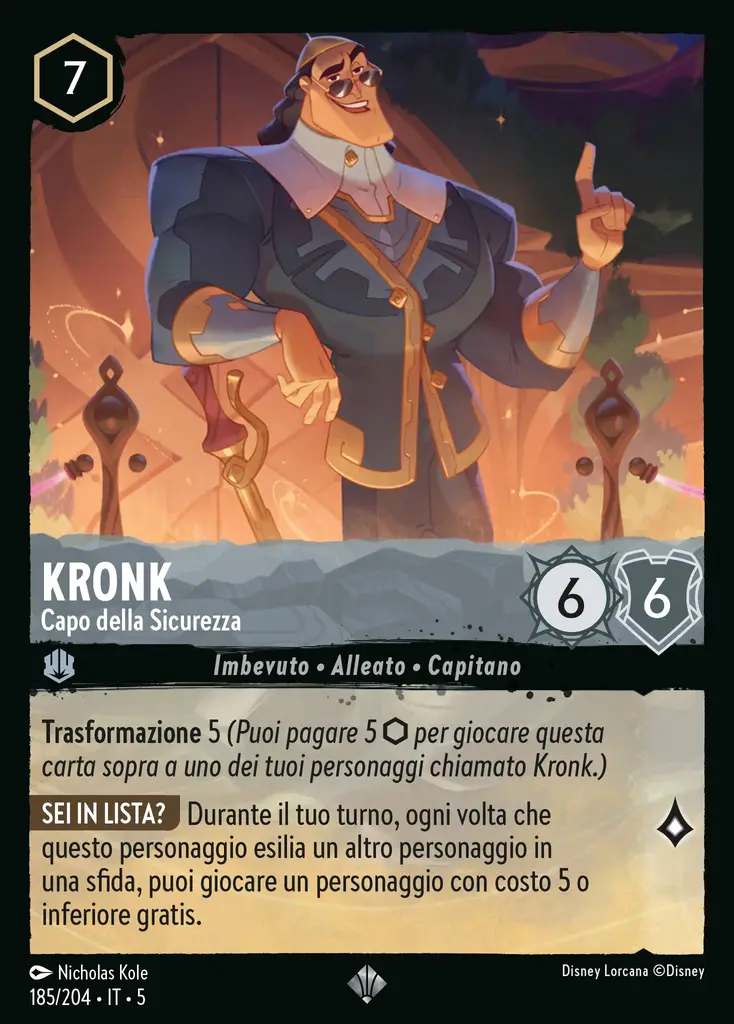 7
KRONK
Capo della Sicurezza
6
6
Imbevuto • Alleato • Capitano
Trasformazione 5 (Puoi pagare 5 ⬡ per giocare questa
carta sopra a uno dei tuoi personaggi chiamato Kronk.)
SEI IN LISTA? Durante il tuo turno, ogni volta che
questo personaggio esilia un altro personaggio in
una sfida, puoi giocare un personaggio con costo 5 o
inferiore gratis.
Nicholas Kole
Disney Lorcana ©Disney
185/204 • IT • 5